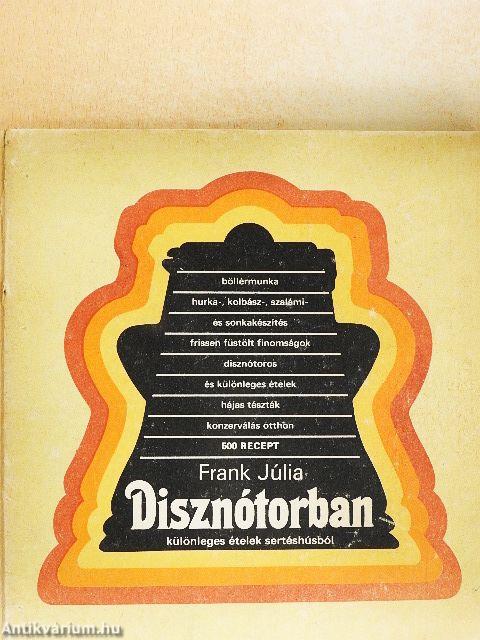 böllérmunka
hurka-, kolbász-, szalámi-
és sonkakészítés
frissen füstölt finomságok
disznótoros
és különleges ételek
hájas tészták
konzerválás otthon
500 RECEPT
Frank Júlia
Disznótorban
különleges ételek sertéshúsból
Antikvárium.hu